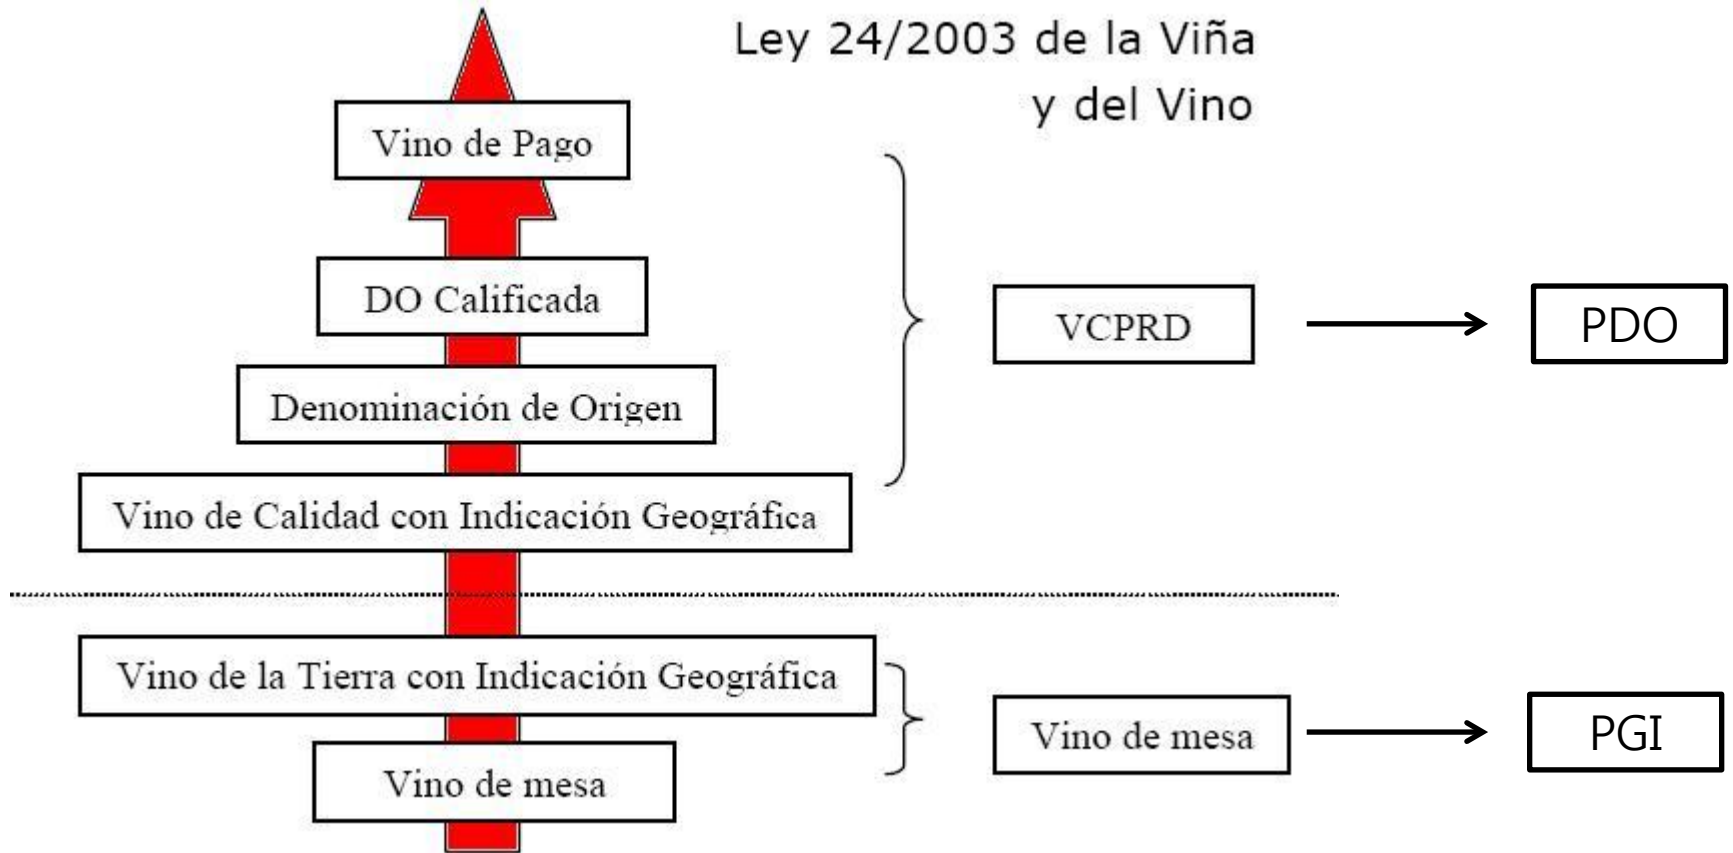 Ley 24/2003 de la Viña
y del Vino
Vino de Pago
DO Calificada
Denominación de Origen
Vino de Calidad con Indicación Geográfica
VCPRD
PDO
Vino de la Tierra con Indicación Geográfica
Vino de mesa
Vino de mesa
PGI